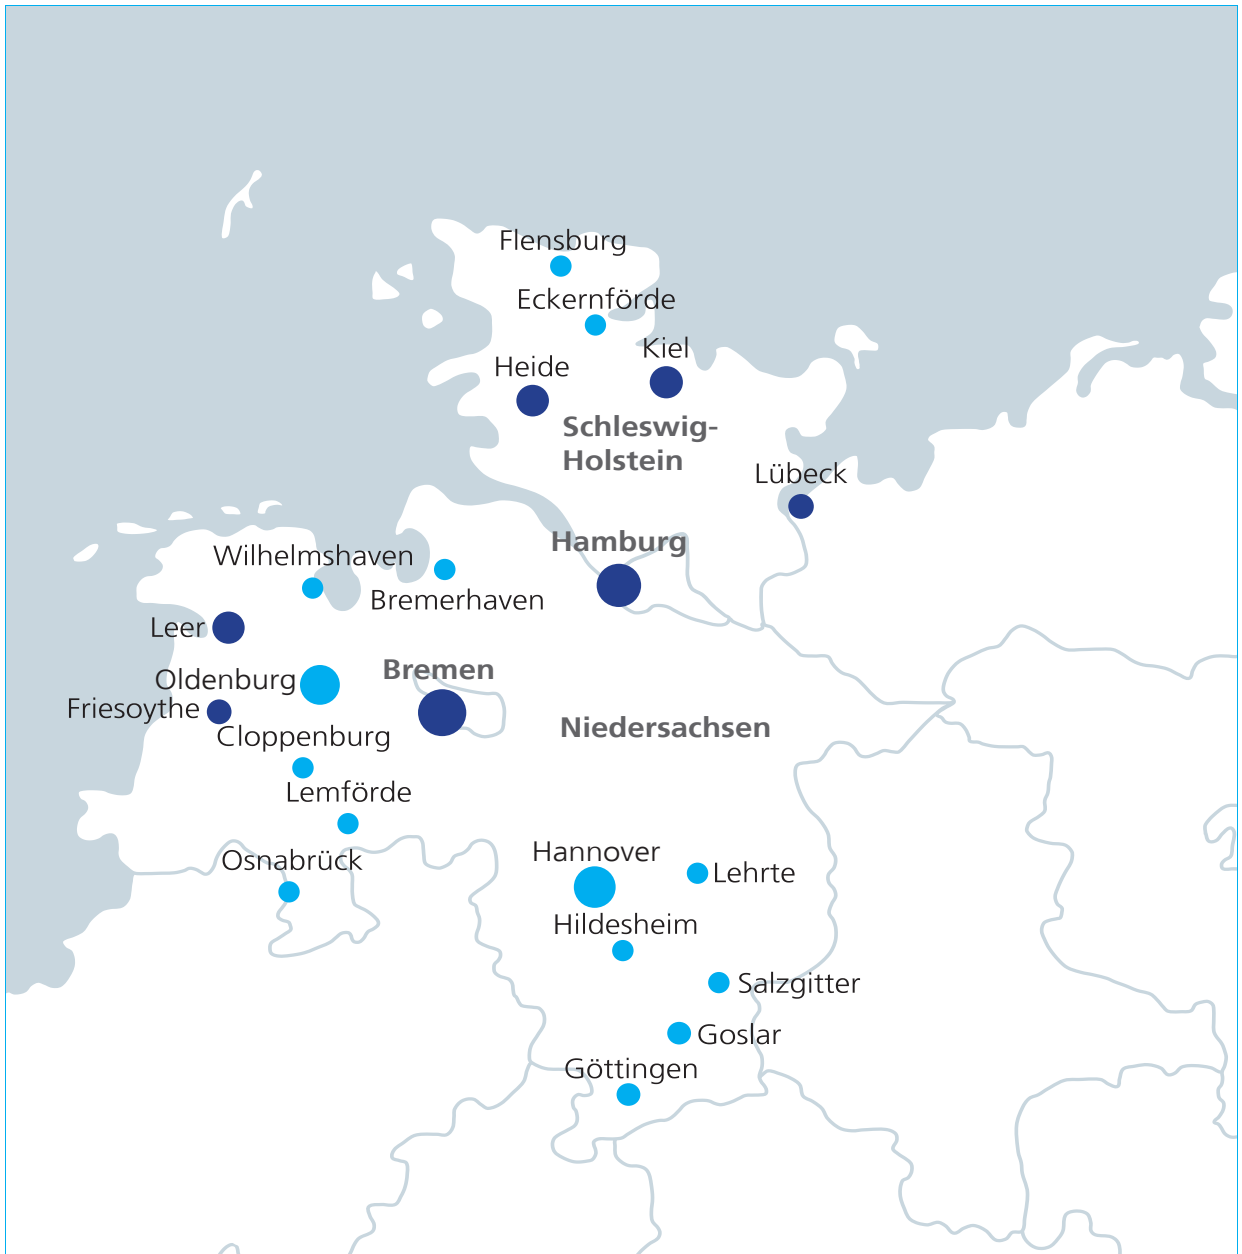 Flensburg
Eckernförde
Kiel
Heide
Schleswig-
Holstein
Lübeck
Hamburg
Wilhelmshaven
Bremerhaven
Leer
Bremen
Oldenburg
Friesoythe
Niedersachsen
Cloppenburg
Lemförde
Hannover
Osnabrück
Lehrte
Hildesheim
Salzgitter
Goslar
Göttingen